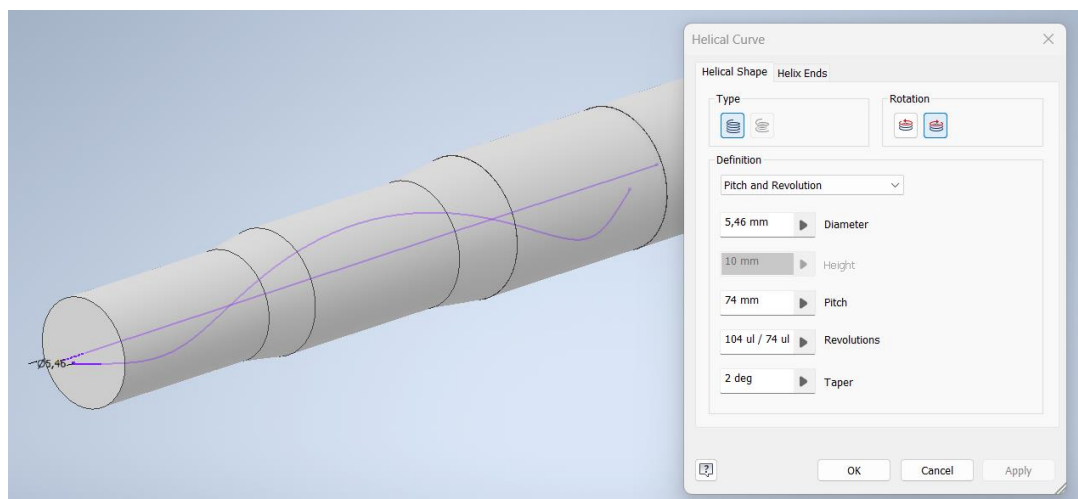 Helical Curve
Helical Shape Helix Ends
Type Rotation
Definition
Pitch and Revolution
5,46 mm Diameter
10 mm Height
74 mm Pitch
104 ul / 74 ul Revolutions
2 deg Taper
OK Cancel Apply
Ø5,46